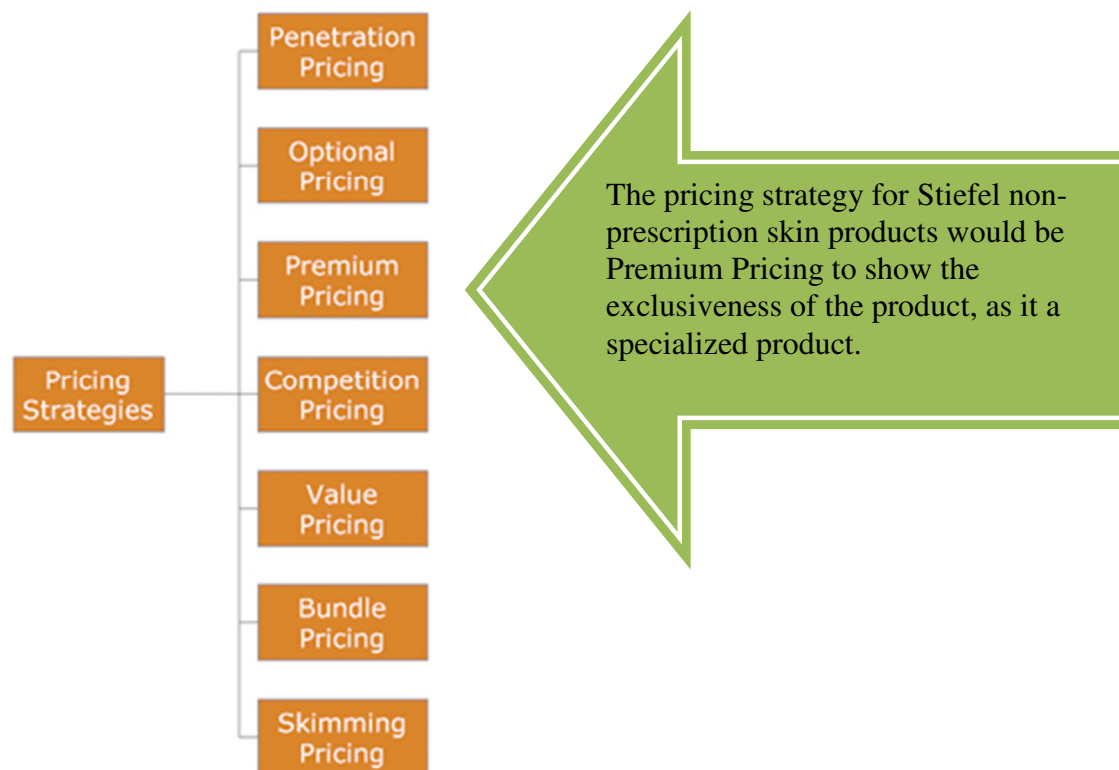 Penetration
Pricing
Optional
Pricing
Premium
Pricing
Pricing
Strategies
Competition
Pricing
Value
Pricing
Bundle
Pricing
Skimming
Pricing
The pricing strategy for Stiefel non-
prescription skin products would be
Premium Pricing to show the
exclusiveness of the product, as it a
specialized product.